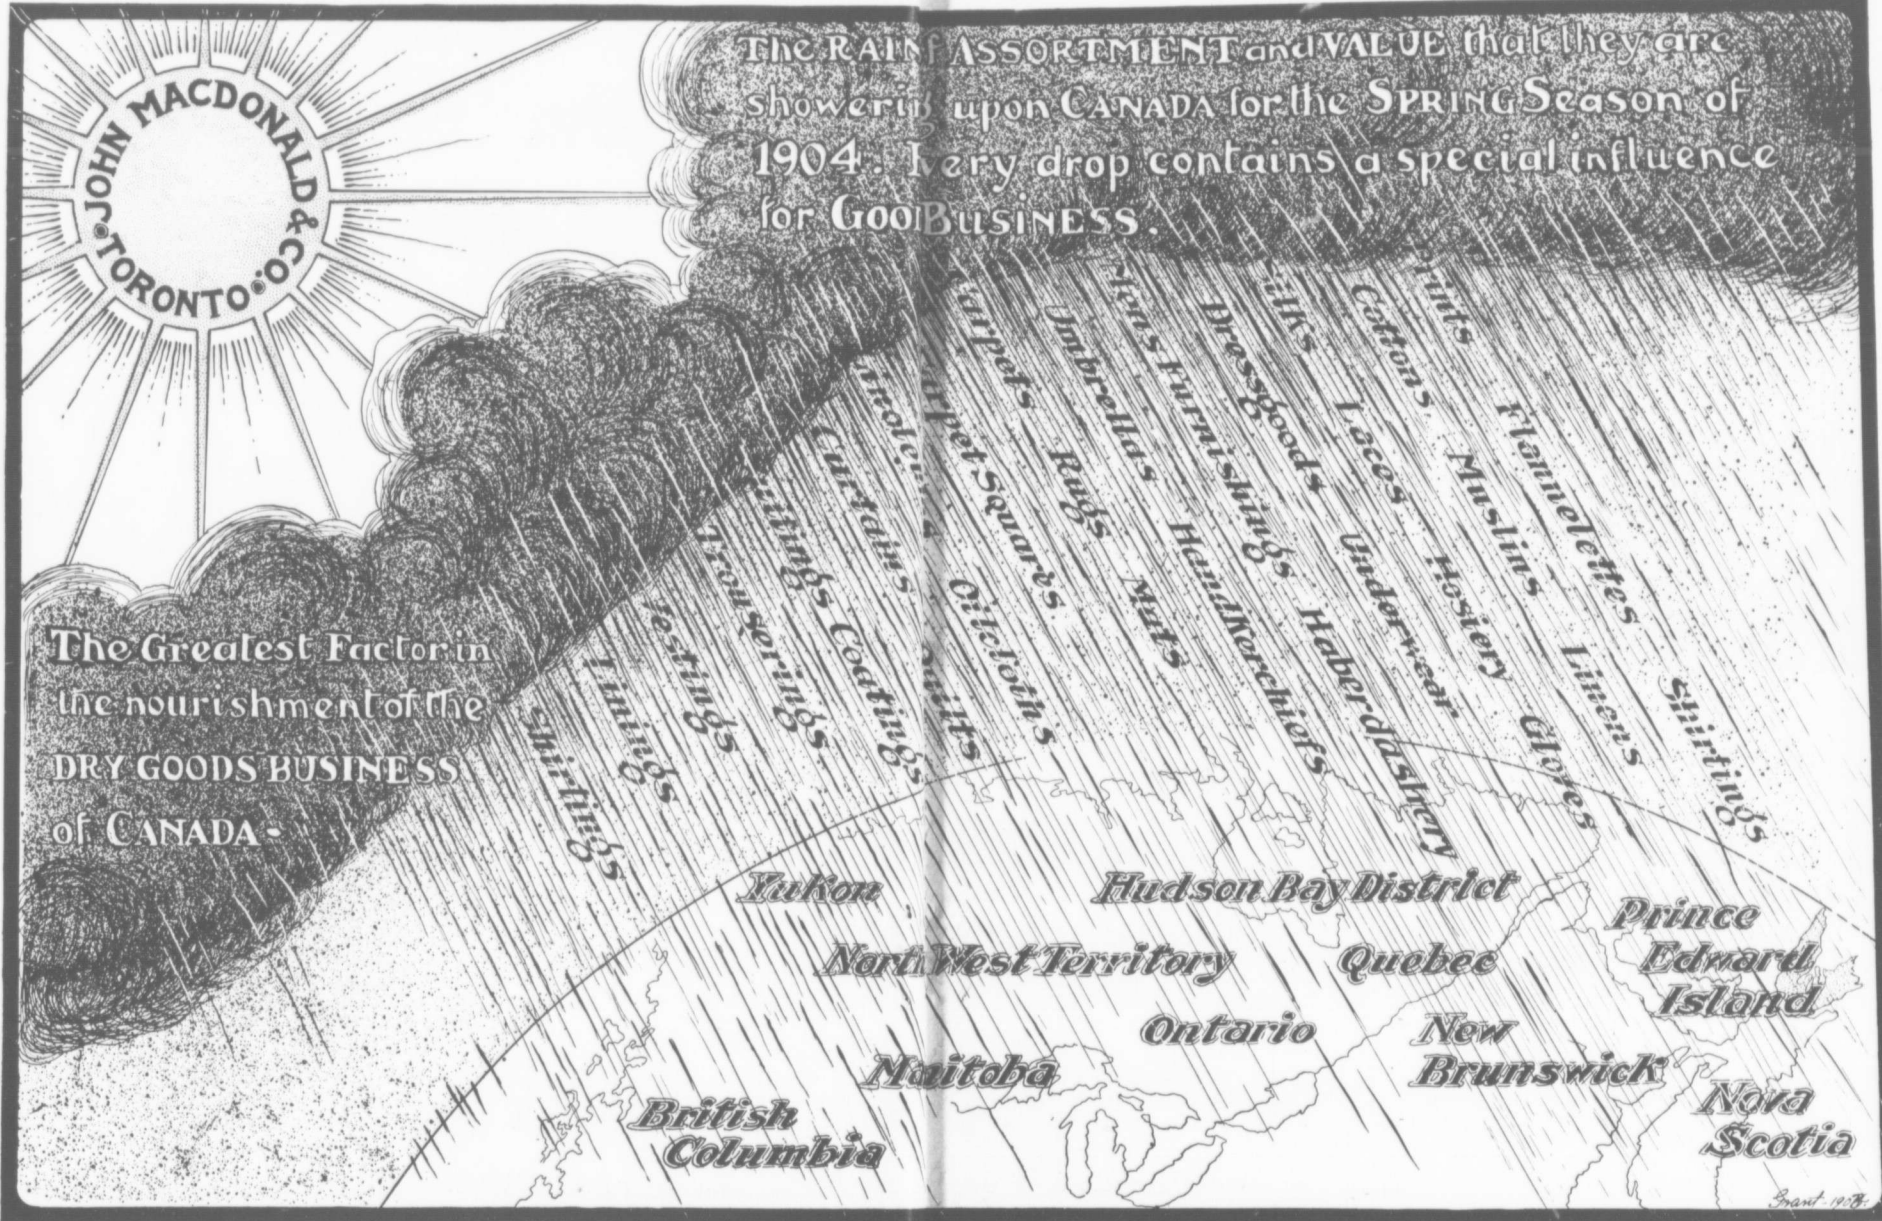 JOHN MACDONALD & CO.
TORONTO
The RAIN ASSORTMENT and VALUE that they are
showering upon CANADA for the SPRING Season of
1904. Every drop contains a special influence
for GOOD BUSINESS.
The Greatest Factor in
the nourishment of the
DRY GOODS BUSINESS
of CANADA-
Shirtings
Linings
Vestings
Trouserings
Suitings
Coatings
Curtains
Linoleums
Quilts
Carpet Squares
Oilcloths
Carpets
Rugs
Mats
Umbrellas
Handkerchiefs
Mens Furnishings
Haberdashery
Dressgoods
Underwear
Silks
Laces
Hosiery
Gloves
Cottons
Muslins
Linens
Prints
Flannelettes
Shirtings
Yukon
Hudson Bay District
Prince
Edward
Island
North West Territory
Quebec
Ontario
New
Brunswick
Manitoba
Nova
Scotia
British
Columbia
Grant